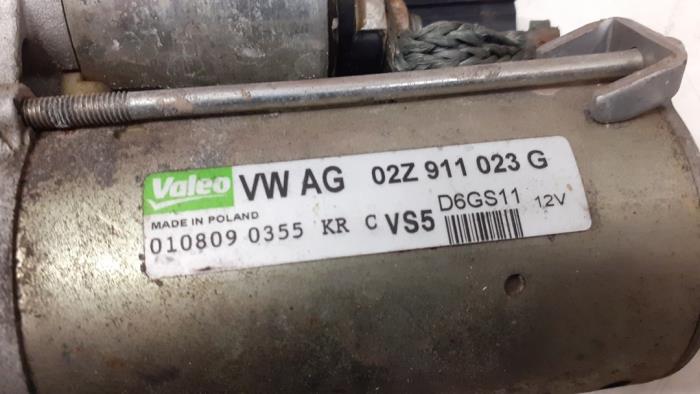 Valeo VW AG 02Z 911 023 G
MADE IN POLAND D6GS11 12V
010809 0355 KR C VS5